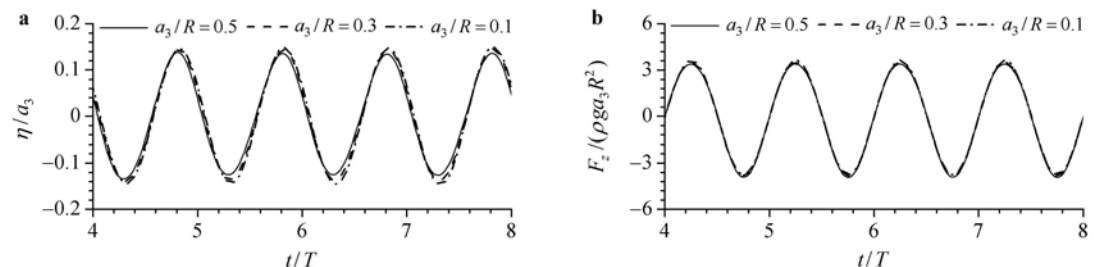 a
a₃/R = 0.5 a₃/R = 0.3 a₃/R = 0.1
0.2
0.1
0
−0.1
−0.2
η/a₃
4 5 6 7 8
t/T
b
a₃/R = 0.5 a₃/R = 0.3 a₃/R = 0.1
6
3
0
−3
−6
F_z/(ρga₃R²)
4 5 6 7 8
t/T